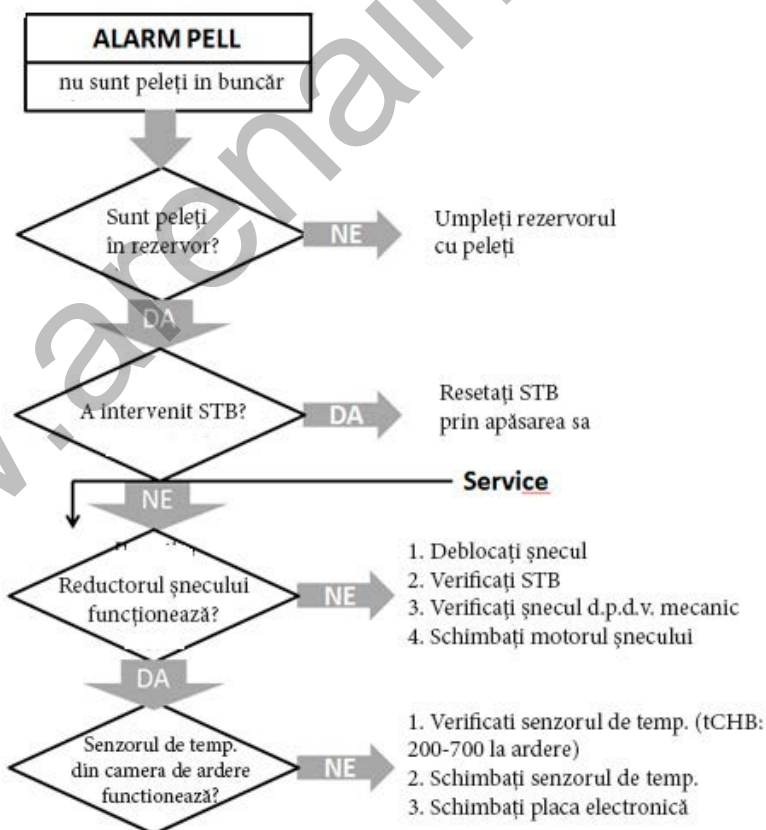 ALARM PELL
nu sunt peleți in buncăr
Sunt peleți
în rezervor?
NE
Umpleți rezervorul
cu peleți
DA
A intervenit STB?
DA
Resetați STB
prin apăsarea sa
Service
NE
Reductorul șnecului
funcționează?
NE
1. Deblocați șnecul
2. Verificați STB
3. Verificați șnecul d.p.d.v. mecanic
4. Schimbați motorul șnecului
DA
Senzorul de temp.
din camera de ardere
functionează?
NE
1. Verificati senzorul de temp. (tCHB:
200-700 la ardere)
2. Schimbați senzorul de temp.
3. Schimbați placa electronică